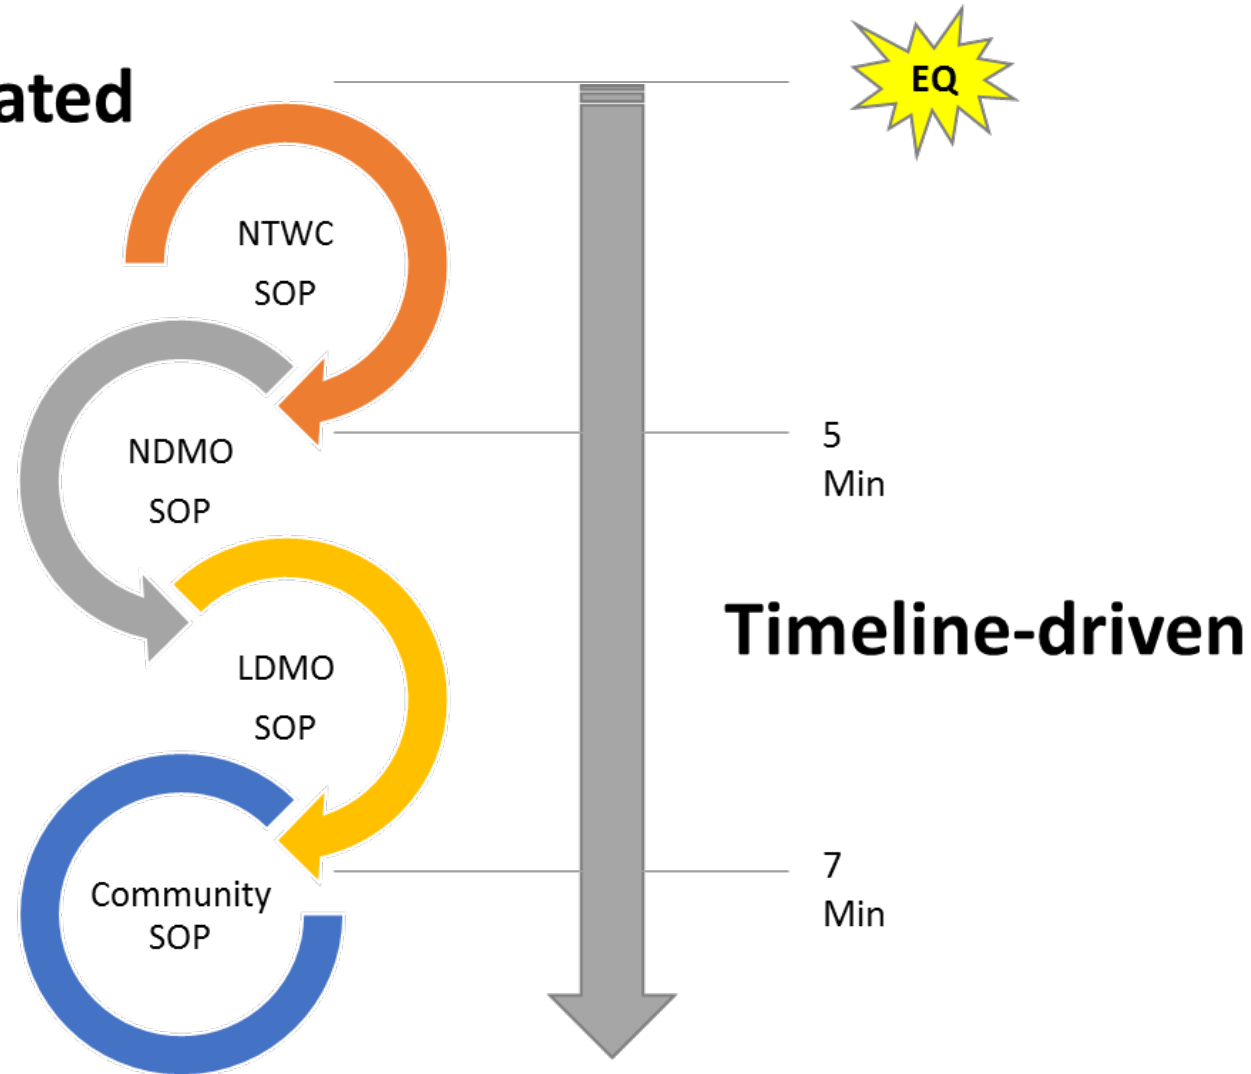 ated
EQ
NTWC
SOP
5
Min
NDMO
SOP
Timeline-driven
LDMO
SOP
7
Min
Community
SOP